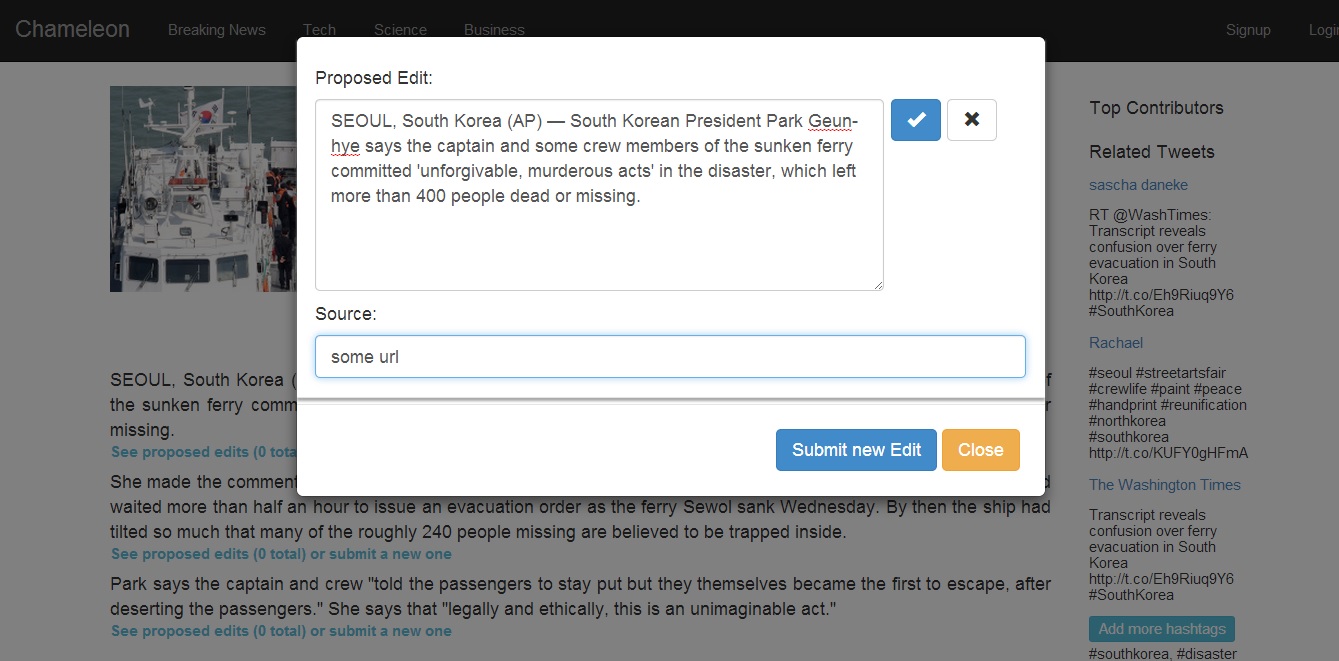 Chameleon Breaking News Tech Science Business Signup Login
Proposed Edit:
SEOUL, South Korea (AP) — South Korean President Park Geun-
hye says the captain and some crew members of the sunken ferry
committed 'unforgivable, murderous acts' in the disaster, which left
more than 400 people dead or missing.
Source:
some url
Submit new Edit Close
SEOUL, South Korea (
the sunken ferry comm
missing.
See proposed edits (0 tota
She made the comment
waited more than half an hour to issue an evacuation order as the ferry Sewol sank Wednesday. By then the ship had
tilted so much that many of the roughly 240 people missing are believed to be trapped inside.
See proposed edits (0 total) or submit a new one
Park says the captain and crew "told the passengers to stay put but they themselves became the first to escape, after
deserting the passengers." She says that "legally and ethically, this is an unimaginable act."
See proposed edits (0 total) or submit a new one
Top Contributors
Related Tweets
sascha daneke
RT @WashTimes:
Transcript reveals
confusion over ferry
evacuation in South
Korea
http://t.co/Eh9Riuq9Y6
#SouthKorea
Rachael
#seoul #streetartsfair
#crewlife #paint #peace
#handprint #reunification
#northkorea
#southkorea
http://t.co/KUFY0gHFmA
The Washington Times
Transcript reveals
confusion over ferry
evacuation in South
Korea
http://t.co/Eh9Riuq9Y6
#SouthKorea
Add more hashtags
#southkorea, #disaster